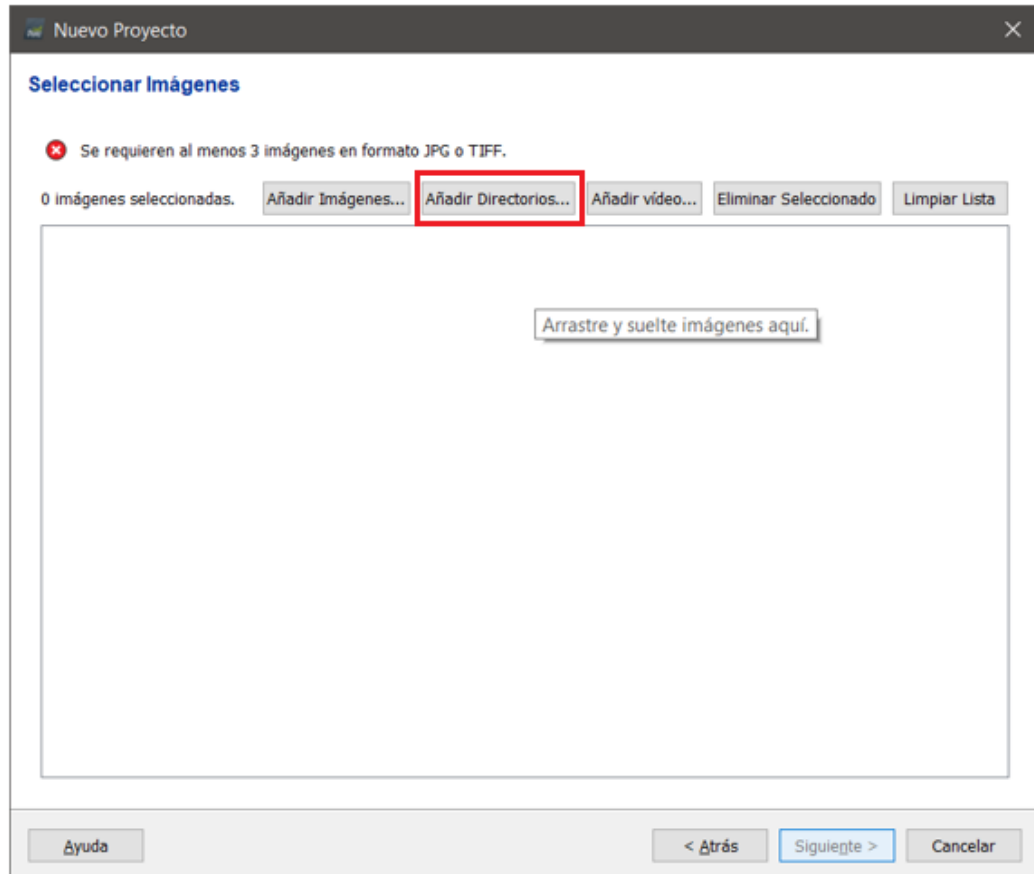 Nuevo Proyecto
Seleccionar Imágenes
Se requieren al menos 3 imágenes en formato JPG o TIFF.
0 imágenes seleccionadas. Añadir Imágenes... Añadir Directorios... Añadir vídeo... Eliminar Seleccionado Limpiar Lista
Arrastre y suelte imágenes aquí.
Ayuda < Atrás Siguiente > Cancelar